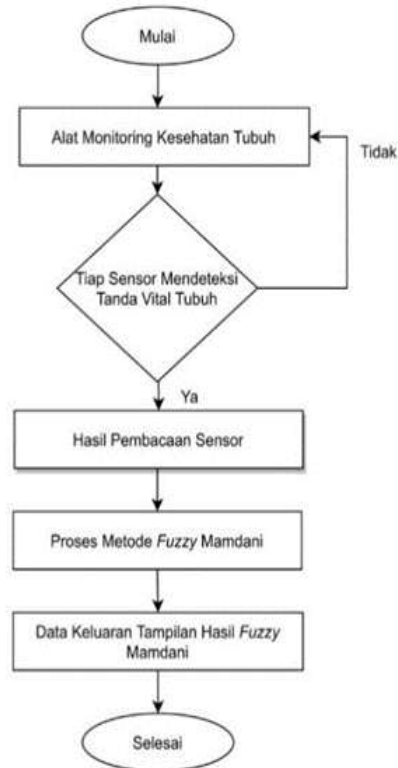 Mulai
Alat Monitoring Kesehatan Tubuh
Tidak
Tiap Sensor Mendeteksi
Tanda Vital Tubuh
Ya
Hasil Pembacaan Sensor
Proses Metode Fuzzy Mamdani
Data Keluaran Tampilan Hasil Fuzzy
Mamdani
Selesai